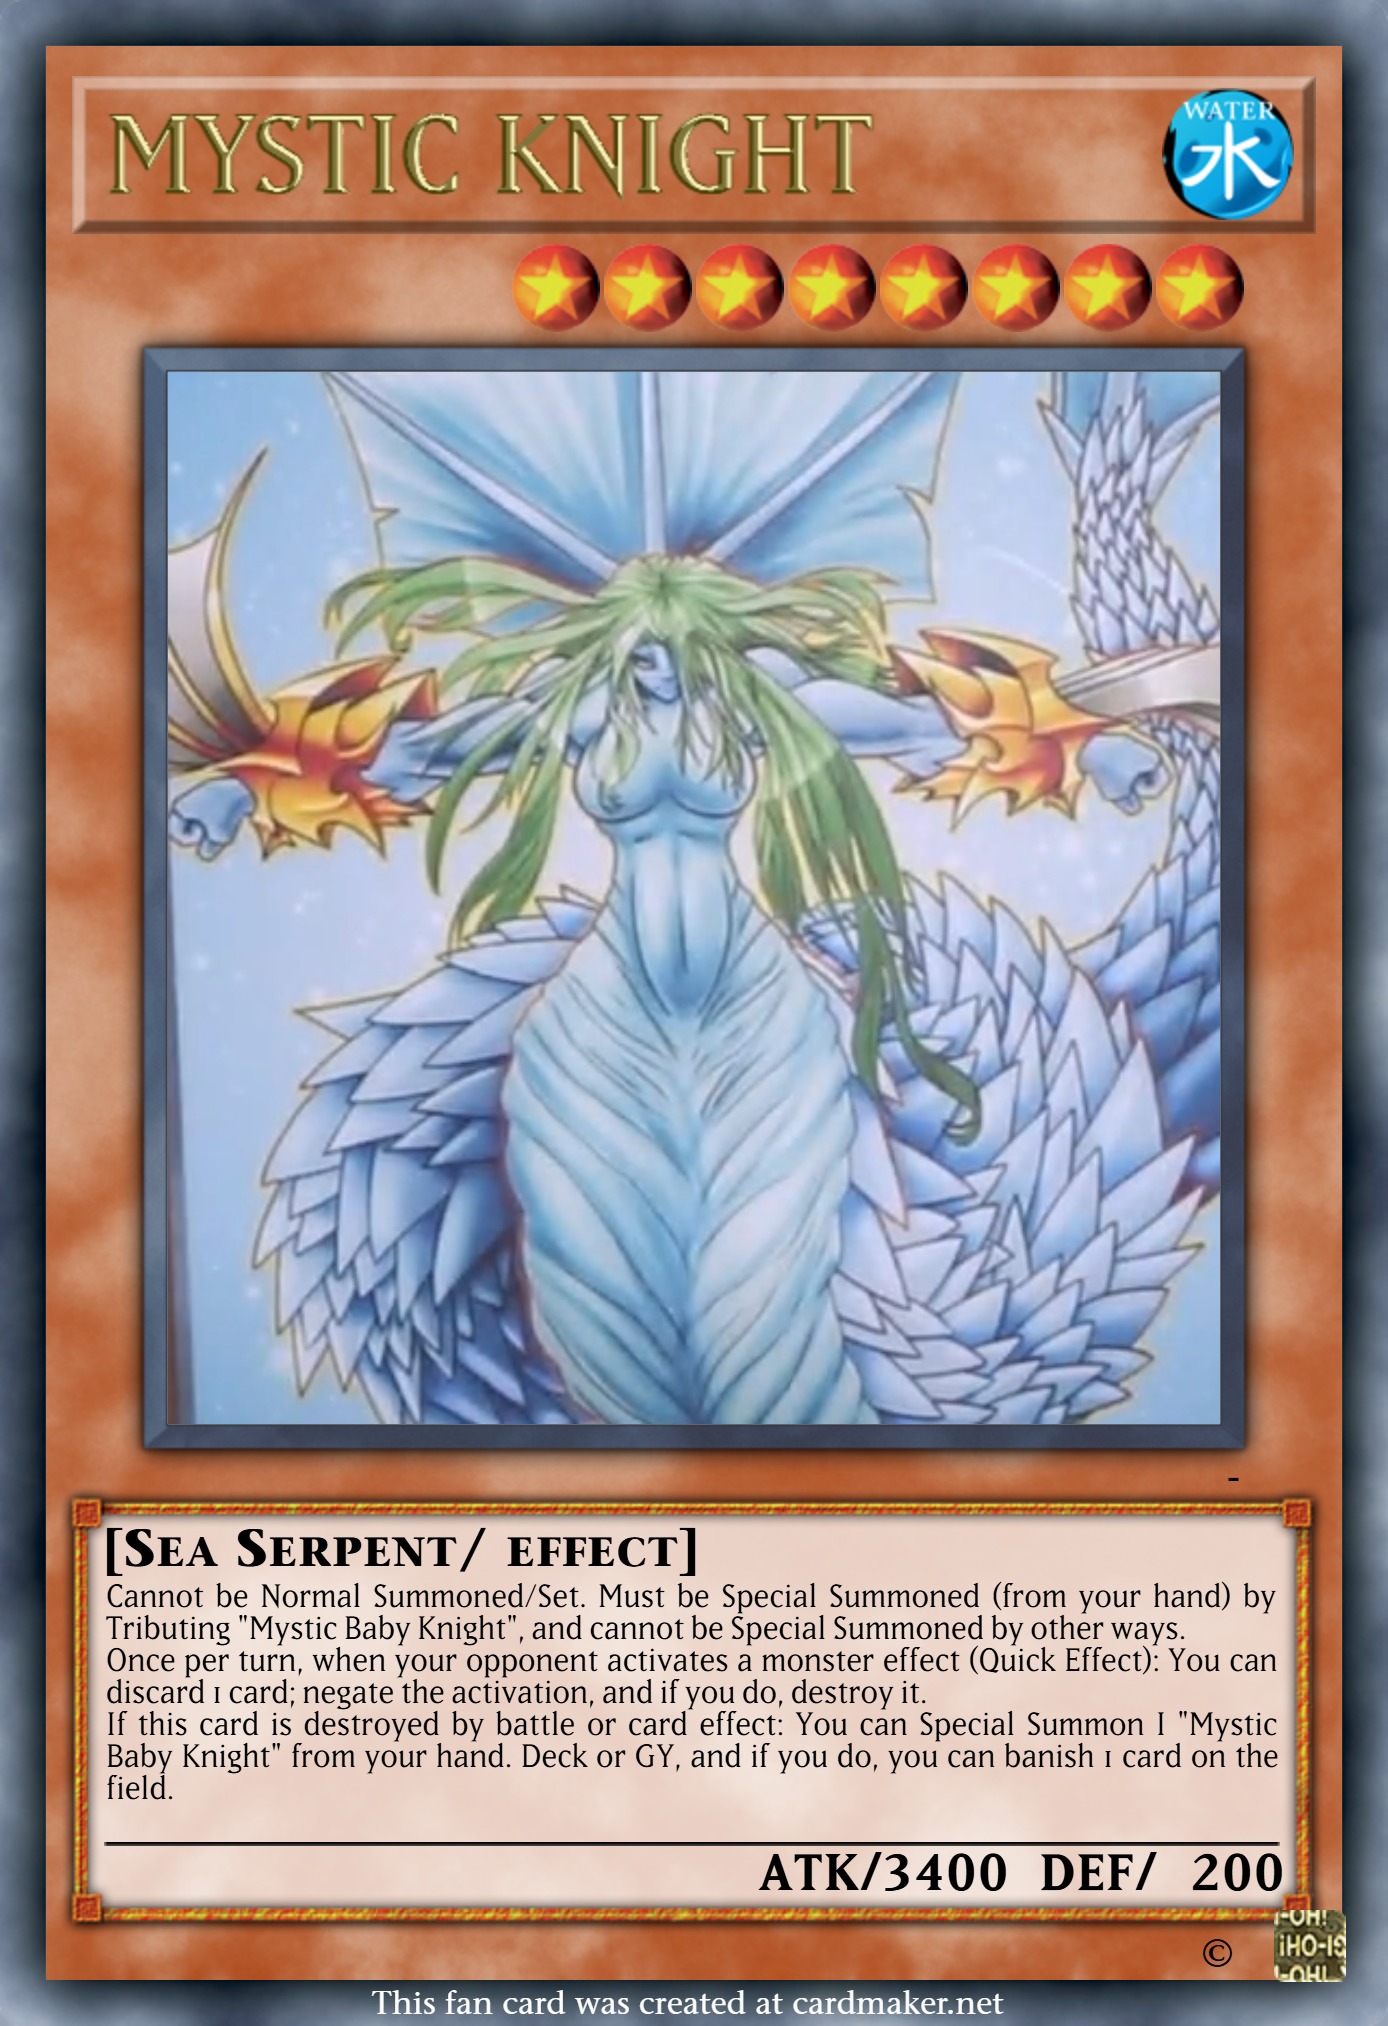 MYSTIC KNIGHT
WATER
水
-
[SEA SERPENT/ EFFECT]
Cannot be Normal Summoned/Set. Must be Special Summoned (from your hand) by
Tributing "Mystic Baby Knight", and cannot be Special Summoned by other ways.
Once per turn, when your opponent activates a monster effect (Quick Effect): You can
discard 1 card; negate the activation, and if you do, destroy it.
If this card is destroyed by battle or card effect: You can Special Summon I "Mystic
Baby Knight" from your hand. Deck or GY, and if you do, you can banish 1 card on the
field.
ATK/3400 DEF/ 200
©
This fan card was created at cardmaker.net